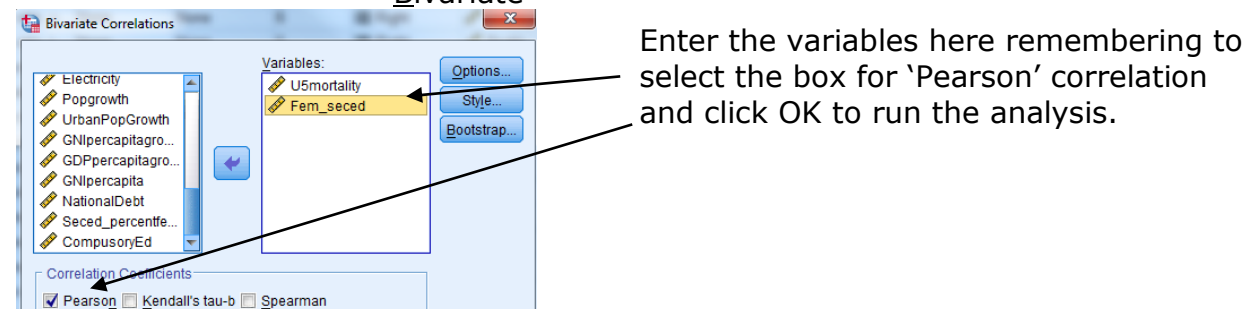 Bivariate
Bivariate Correlations
X
Electricity
Popgrowth
UrbanPopGrowth
GNIpercapitagro...
GDPpercapitagro...
GNIpercapita
NationalDebt
Seced_percentfe...
CompusoryEd
Variables:
U5mortality
Fem_seced
Options...
Style...
Bootstrap...
Correlation Coefficients
Pearson Kendall's tau-b Spearman
Enter the variables here remembering to
select the box for ‘Pearson’ correlation
and click OK to run the analysis.